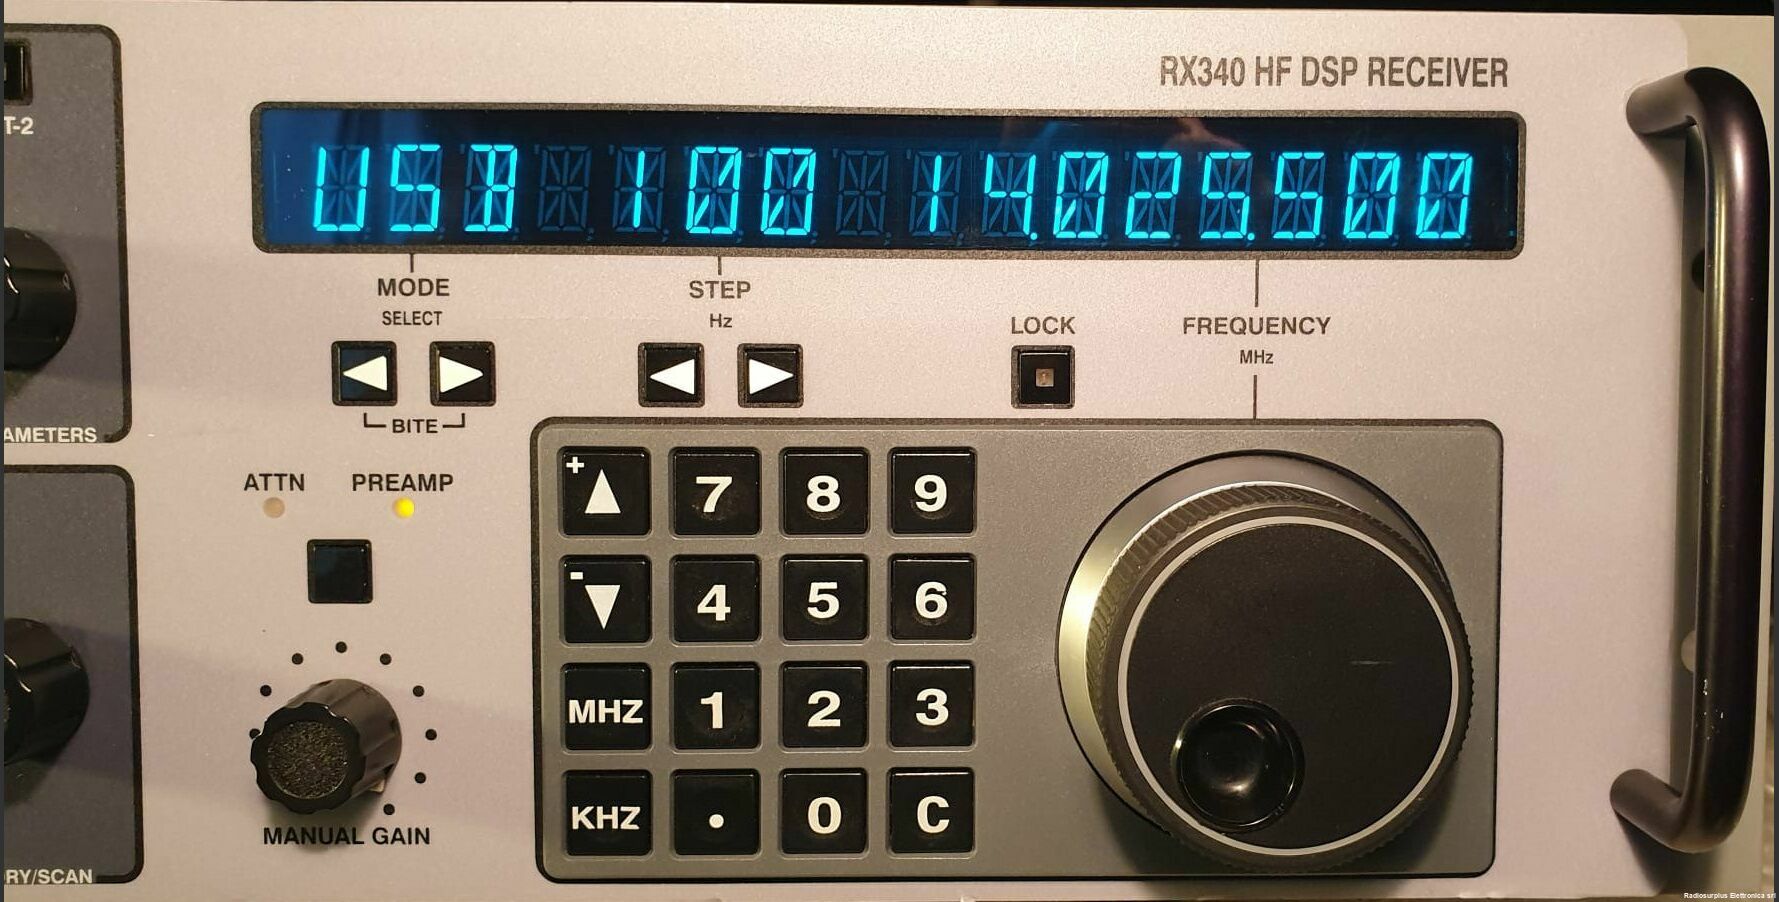 RX340 HF DSP RECEIVER
T-2
USB 100 14.025.500
MODE
SELECT
BITE
STEP
Hz
LOCK
FREQUENCY
MHz
AMETERS
ATTN PREAMP
+ 7 8 9
- 4 5 6
MHZ 1 2 3
KHZ . 0 C
MANUAL GAIN
RY/SCAN
Radiosurplus Elettronica srl